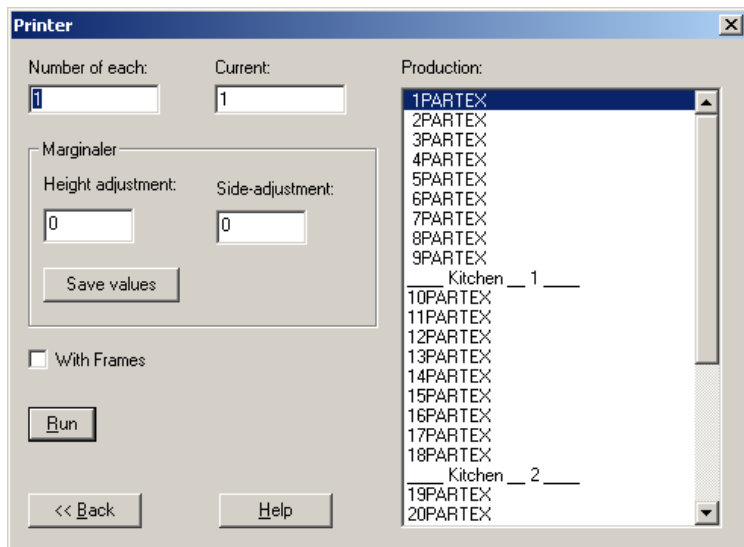 Printer
Number of each:
1
Current:
1
Marginaler
Height adjustment:
0
Side-adjustment:
0
Save values
With Frames
Run
<< Back
Help
Production:
1PARTEX
2PARTEX
3PARTEX
4PARTEX
5PARTEX
6PARTEX
7PARTEX
8PARTEX
9PARTEX
____ Kitchen __ 1 ____
10PARTEX
11PARTEX
12PARTEX
13PARTEX
14PARTEX
15PARTEX
16PARTEX
17PARTEX
18PARTEX
____ Kitchen __ 2 ____
19PARTEX
20PARTEX